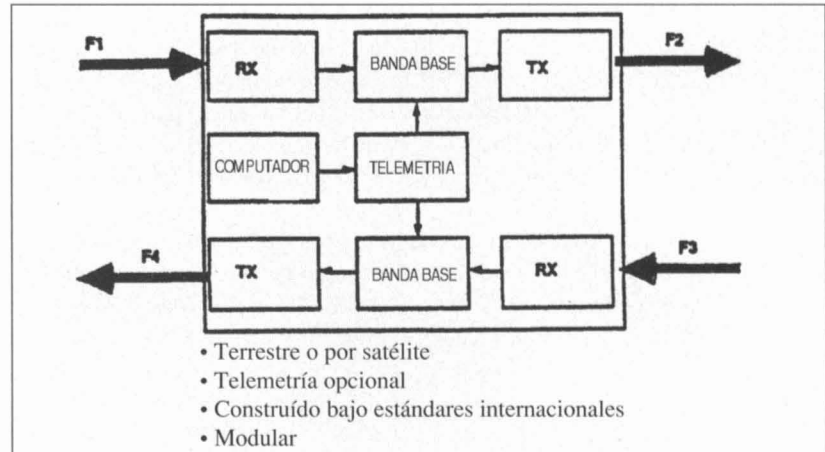 F1
F2
RX
BANDA BASE
TX
COMPUTADOR
TELEMETRIA
F4
F3
TX
BANDA BASE
RX
• Terrestre o por satélite
• Telemetría opcional
• Construído bajo estándares internacionales
• Modular